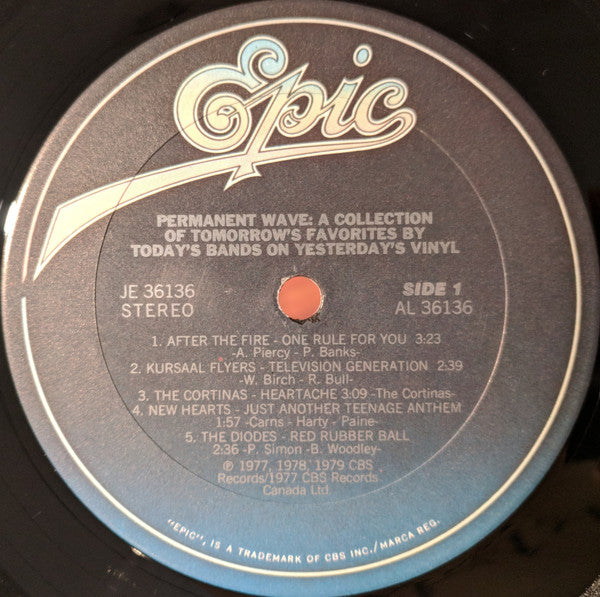 Epic
PERMANENT WAVE: A COLLECTION
OF TOMORROW'S FAVORITES BY
TODAY'S BANDS ON YESTERDAY'S VINYL
JE 36136
STEREO
SIDE 1
AL 36136
1. AFTER THE FIRE - ONE RULE FOR YOU 3:23
-A. Piercy - P. Banks-
2. KURSAAL FLYERS - TELEVISION GENERATION 2:39
-W. Birch - R. Bull-
3. THE CORTINAS - HEARTACHE 3:09 -The Cortinas-
4. NEW HEARTS - JUST ANOTHER TEENAGE ANTHEM
1:57 -Carns - Harty - Paine-
5. THE DIODES - RED RUBBER BALL
2:36 -P. Simon -B. Woodley-
℗ 1977, 1978, 1979 CBS
Records/1977 CBS Records
Canada Ltd.
"EPIC", IS A TRADEMARK OF CBS INC./MARCA REG.